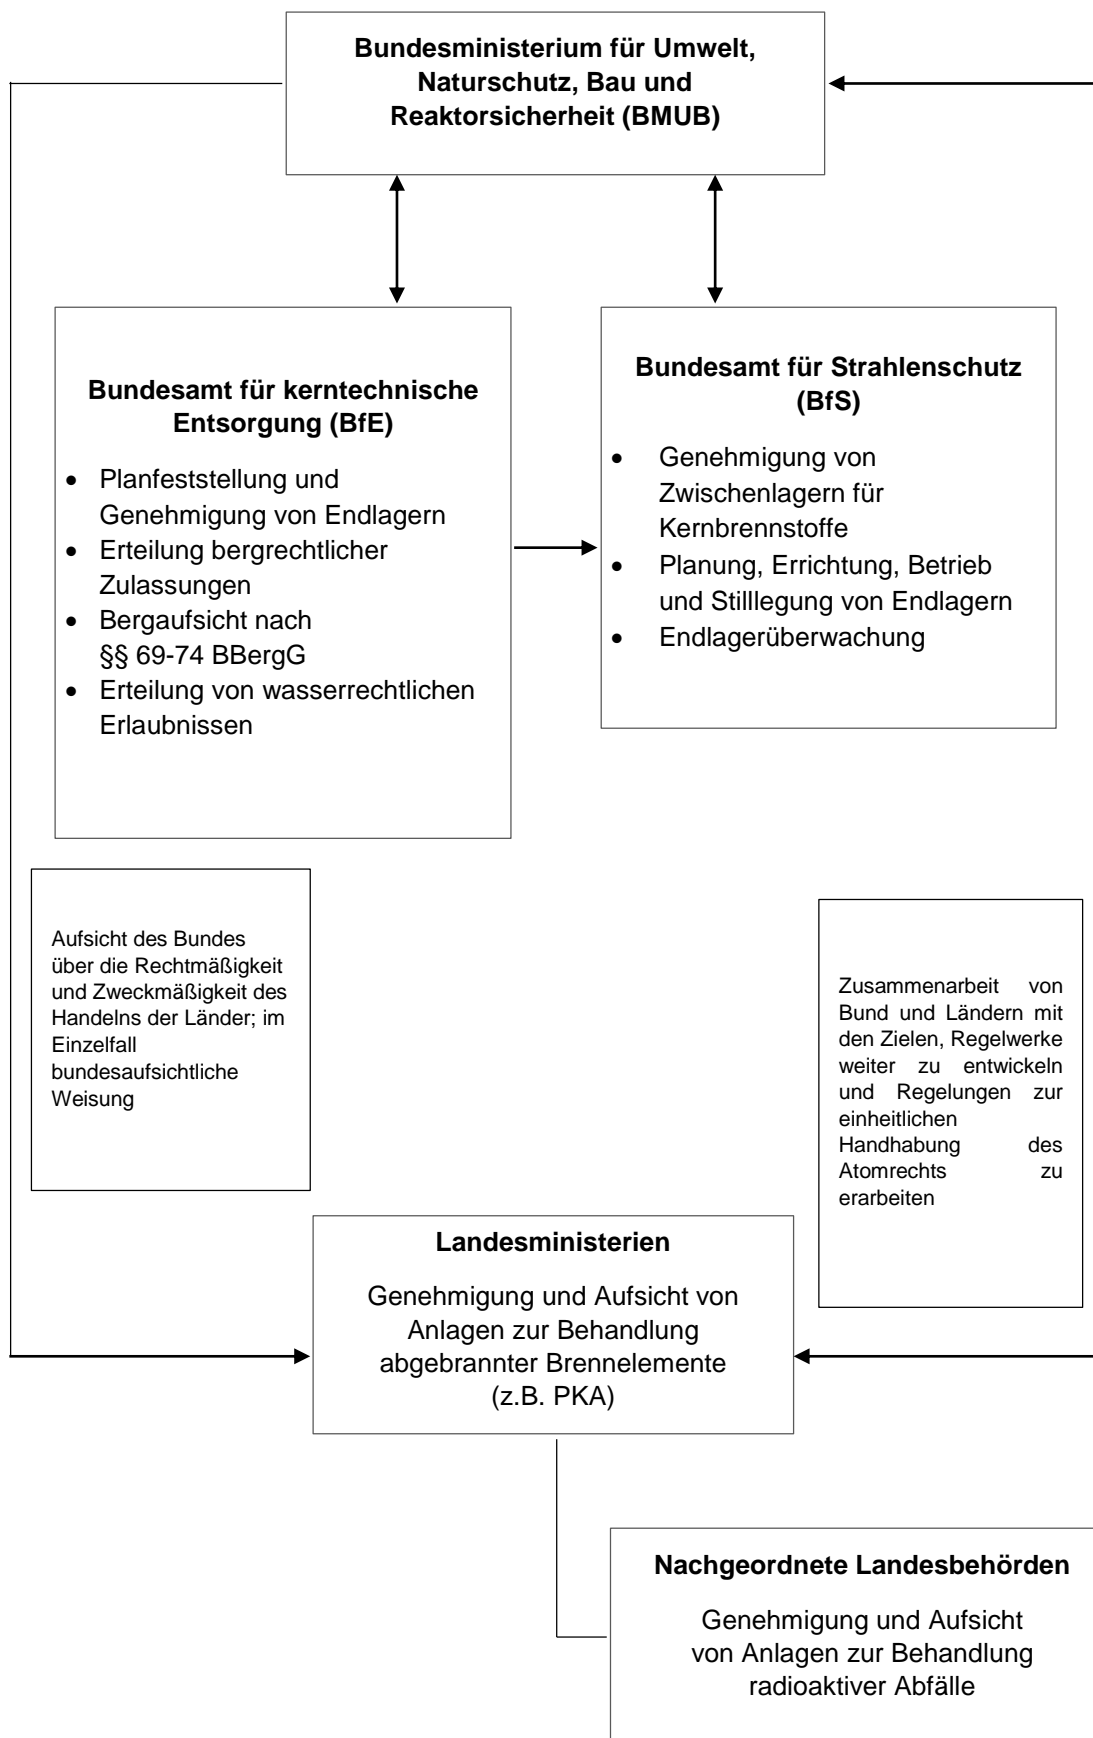 Bundesministerium für Umwelt,
Naturschutz, Bau und
Reaktorsicherheit (BMUB)
Bundesamt für kerntechnische
Entsorgung (BfE)
• Planfeststellung und
Genehmigung von Endlagern
• Erteilung bergrechtlicher
Zulassungen
• Bergaufsicht nach
§§ 69-74 BBergG
• Erteilung von wasserrechtlichen
Erlaubnissen
Bundesamt für Strahlenschutz
(BfS)
• Genehmigung von
Zwischenlagern für
Kernbrennstoffe
• Planung, Errichtung, Betrieb
und Stilllegung von Endlagern
• Endlagerüberwachung
Aufsicht des Bundes
über die Rechtmäßigkeit
und Zweckmäßigkeit des
Handelns der Länder; im
Einzelfall
bundesaufsichtliche
Weisung
Zusammenarbeit von
Bund und Ländern mit
den Zielen, Regelwerke
weiter zu entwickeln
und Regelungen zur
einheitlichen
Handhabung des
Atomrechts zu
erarbeiten
Landesministerien
Genehmigung und Aufsicht von
Anlagen zur Behandlung
abgebrannter Brennelemente
(z.B. PKA)
Nachgeordnete Landesbehörden
Genehmigung und Aufsicht
von Anlagen zur Behandlung
radioaktiver Abfälle